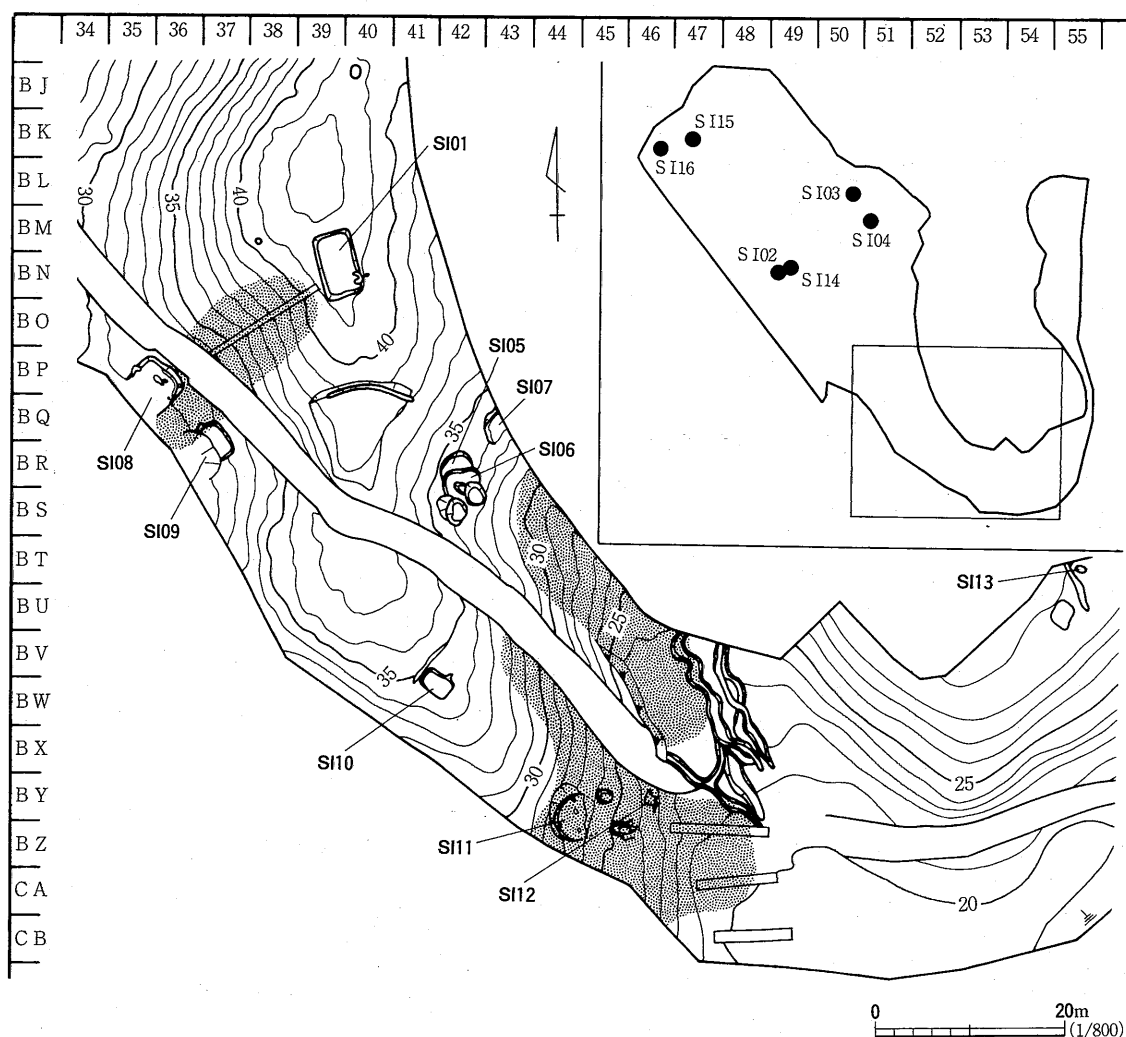 34 35 36 37 38 39 40 41 42 43 44 45 46 47 48 49 50 51 52 53 54 55
BJ
BK
BL
BM
BN
BO
BP
BQ
BR
BS
BT
BU
BV
BW
BX
BY
BZ
CA
CB
SI15
SI16
SI03
SI04
SI02
SI14
SI01
30
35
40
40
SI05
SI07
35
SI06
SI08
SI09
30
25
SI13
35
SI10
30
25
SI11
SI12
20
0 20m
(1/800)